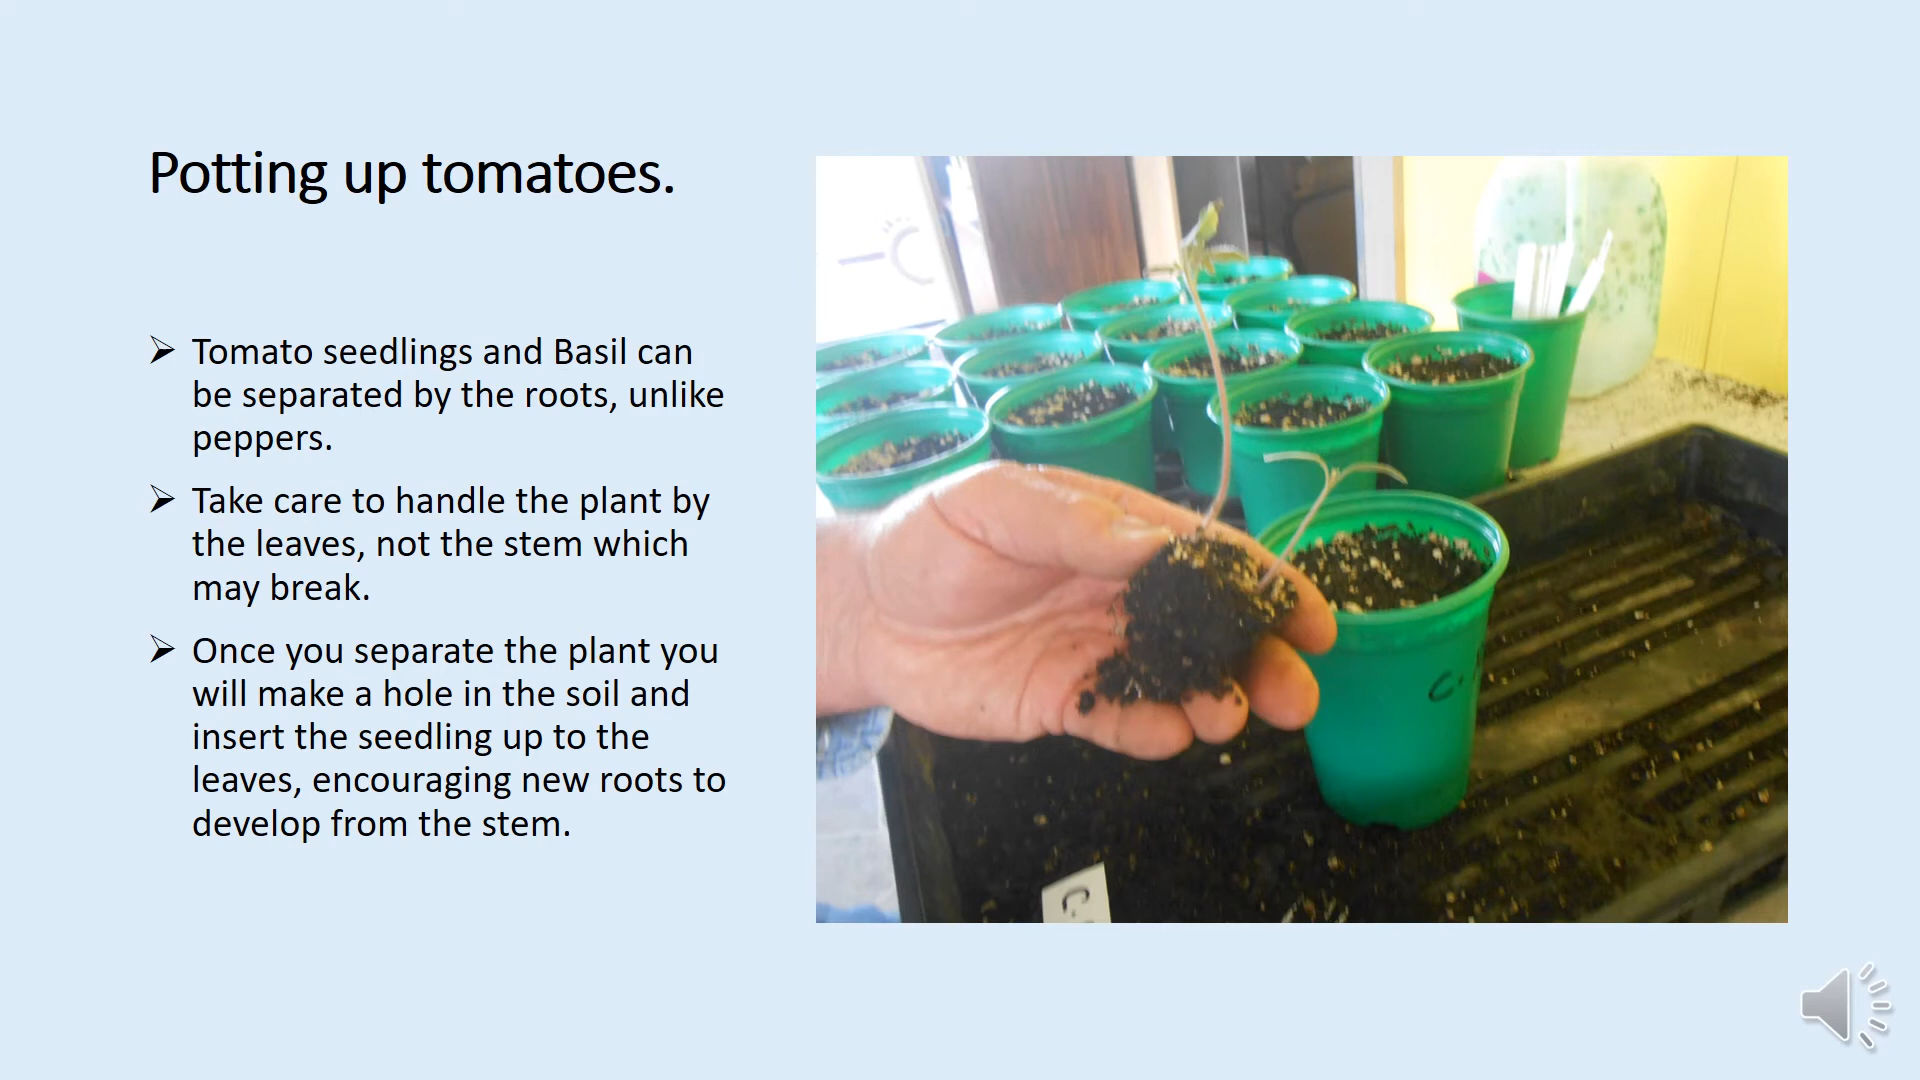 Potting up tomatoes.
Tomato seedlings and Basil can
be separated by the roots, unlike
peppers.
Take care to handle the plant by
the leaves, not the stem which
may break.
Once you separate the plant you
will make a hole in the soil and
insert the seedling up to the
leaves, encouraging new roots to
develop from the stem.
C.
C.